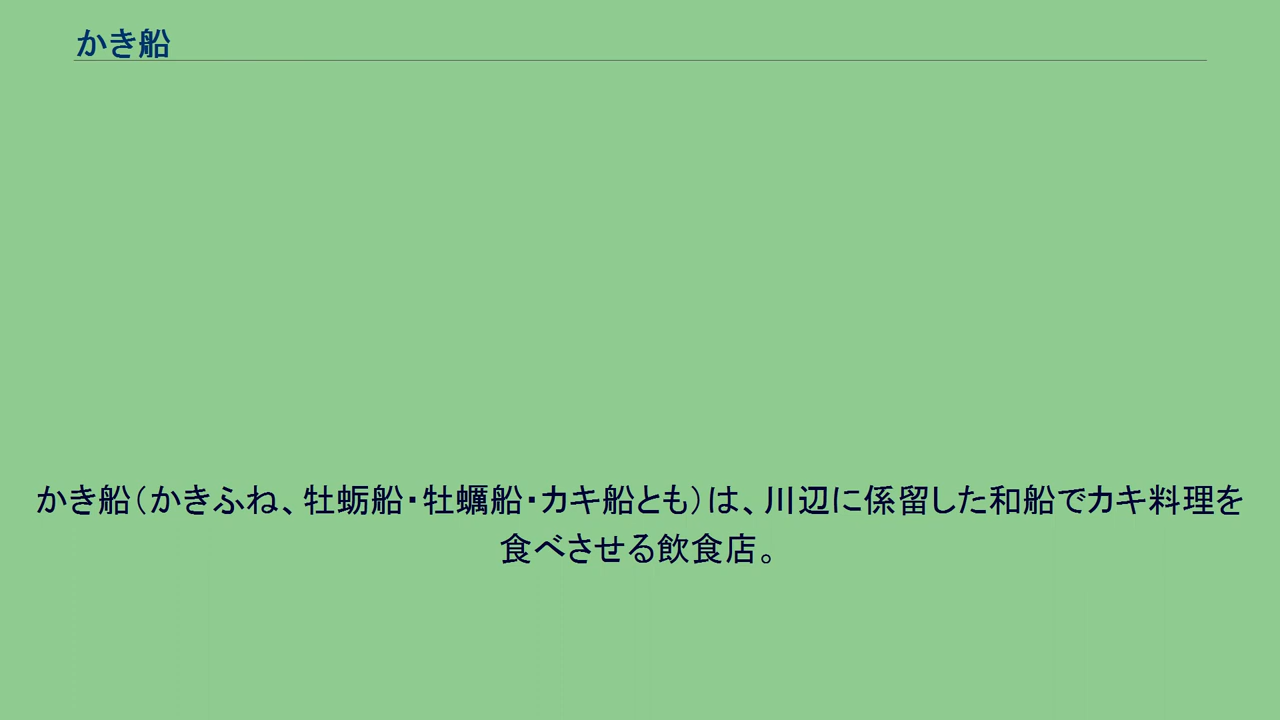 かき船
かき船(かきふね、牡蛎船・牡蠣船・カキ船とも)は、川辺に係留した和船でカキ料理を
食べさせる飲食店。